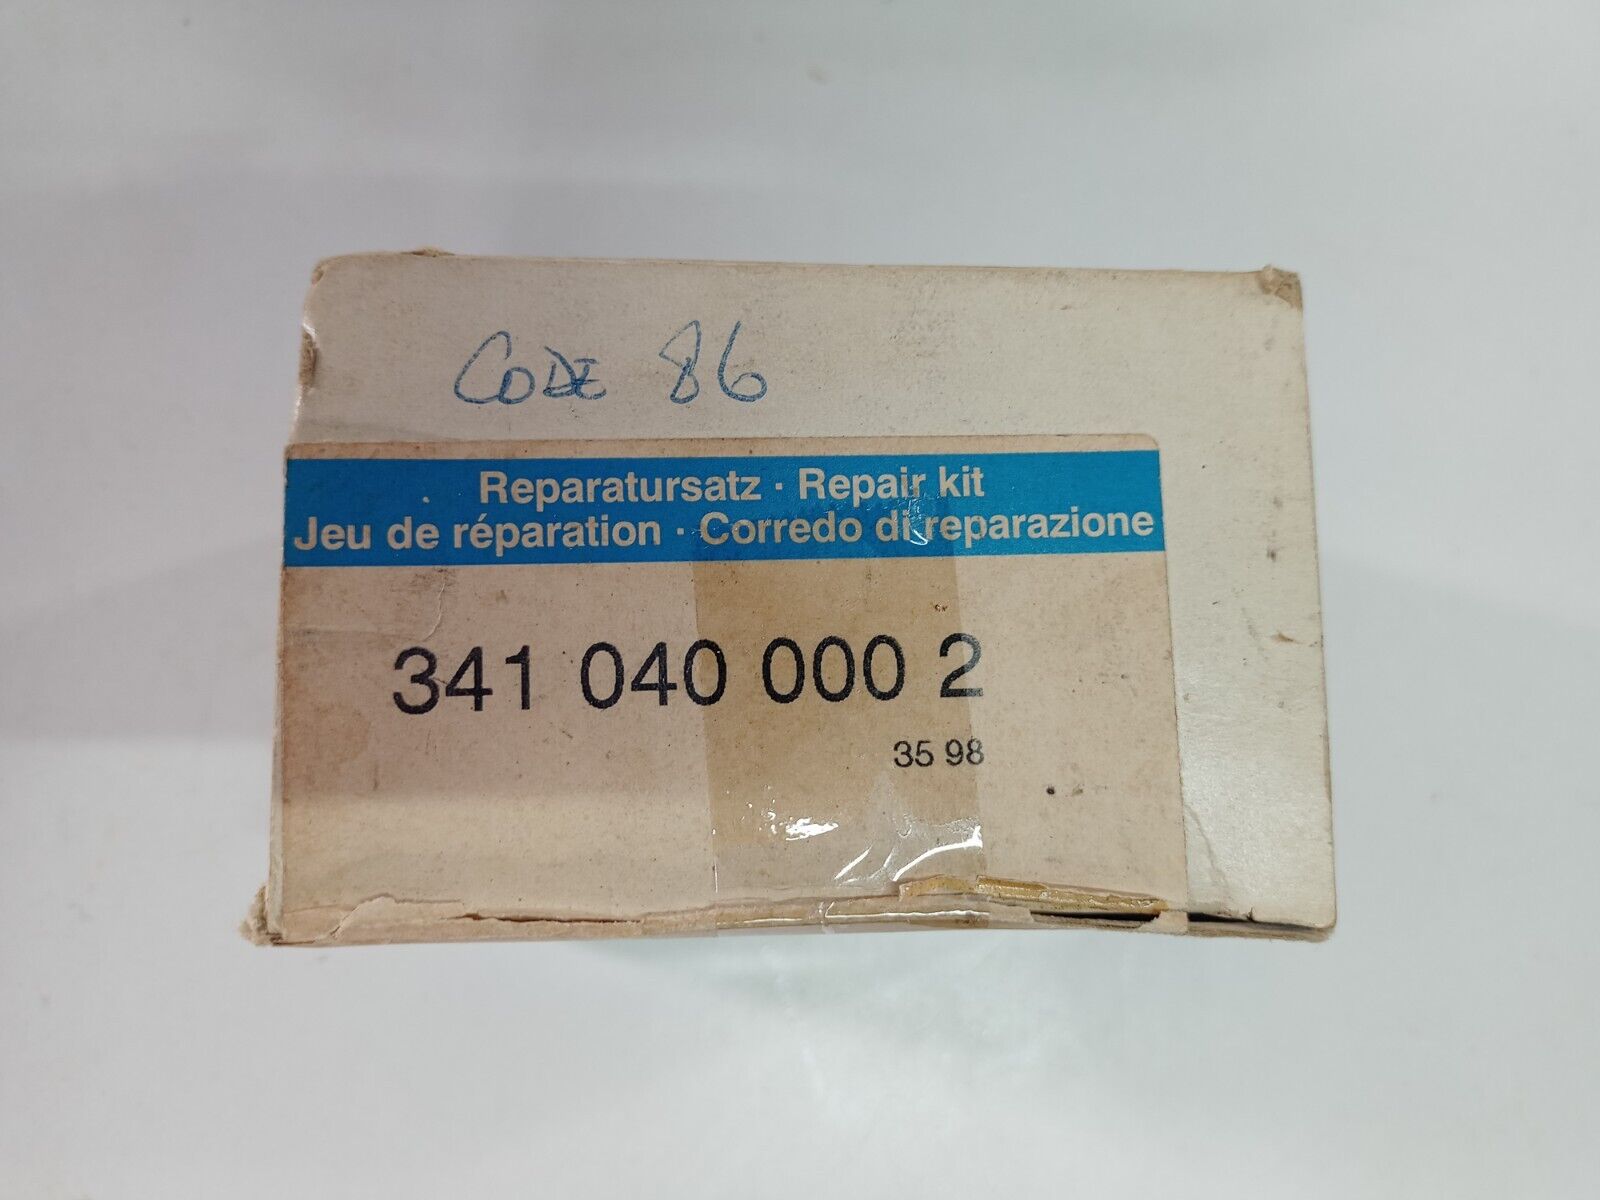 CODE 86
Reparatursatz · Repair kit
Jeu de réparation · Corredo di reparazione
341 040 000 2
35 98